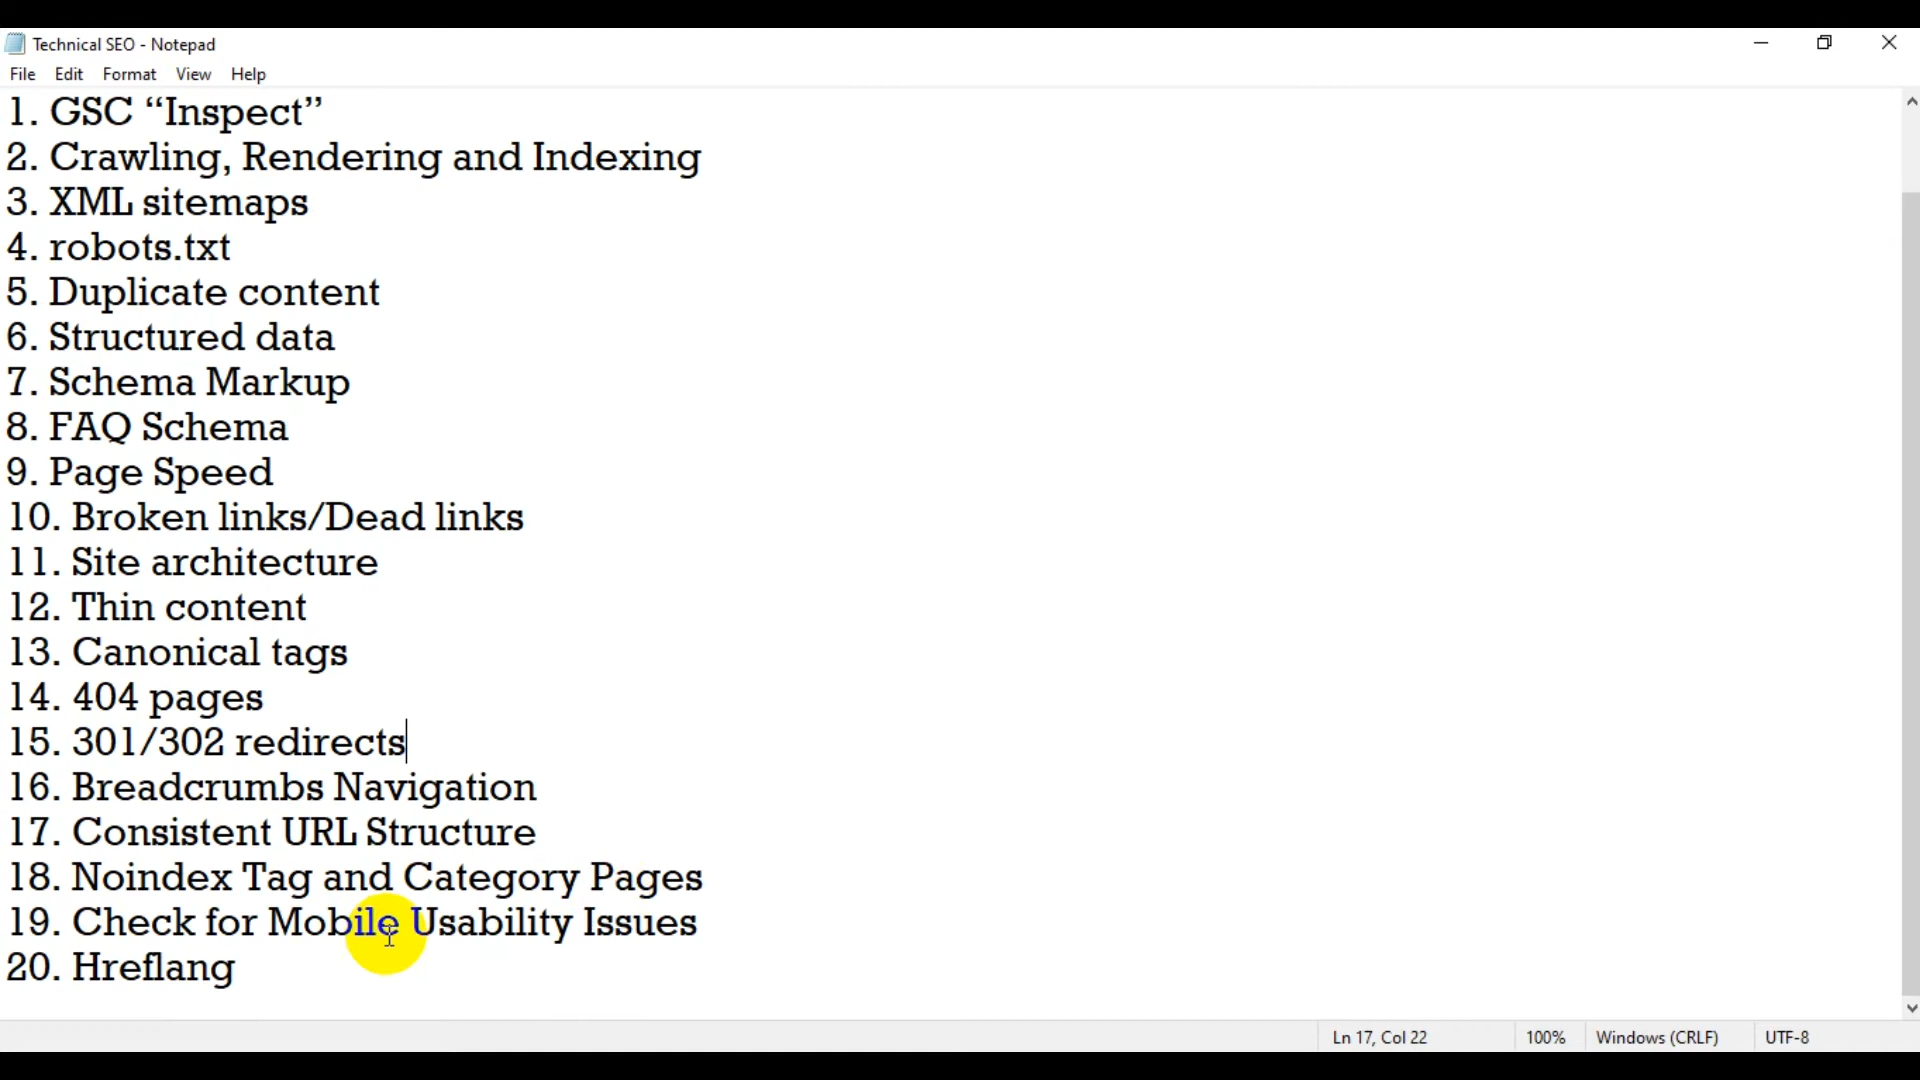 Technical SEO - Notepad
File Edit Format View Help
1. GSC “Inspect”
2. Crawling, Rendering and Indexing
3. XML sitemaps
4. robots.txt
5. Duplicate content
6. Structured data
7. Schema Markup
8. FAQ Schema
9. Page Speed
10. Broken links/Dead links
11. Site architecture
12. Thin content
13. Canonical tags
14. 404 pages
15. 301/302 redirects
16. Breadcrumbs Navigation
17. Consistent URL Structure
18. Noindex Tag and Category Pages
19. Check for Mobile Usability Issues
20. Hreflang
Ln 17, Col 22 100% Windows (CRLF) UTF-8